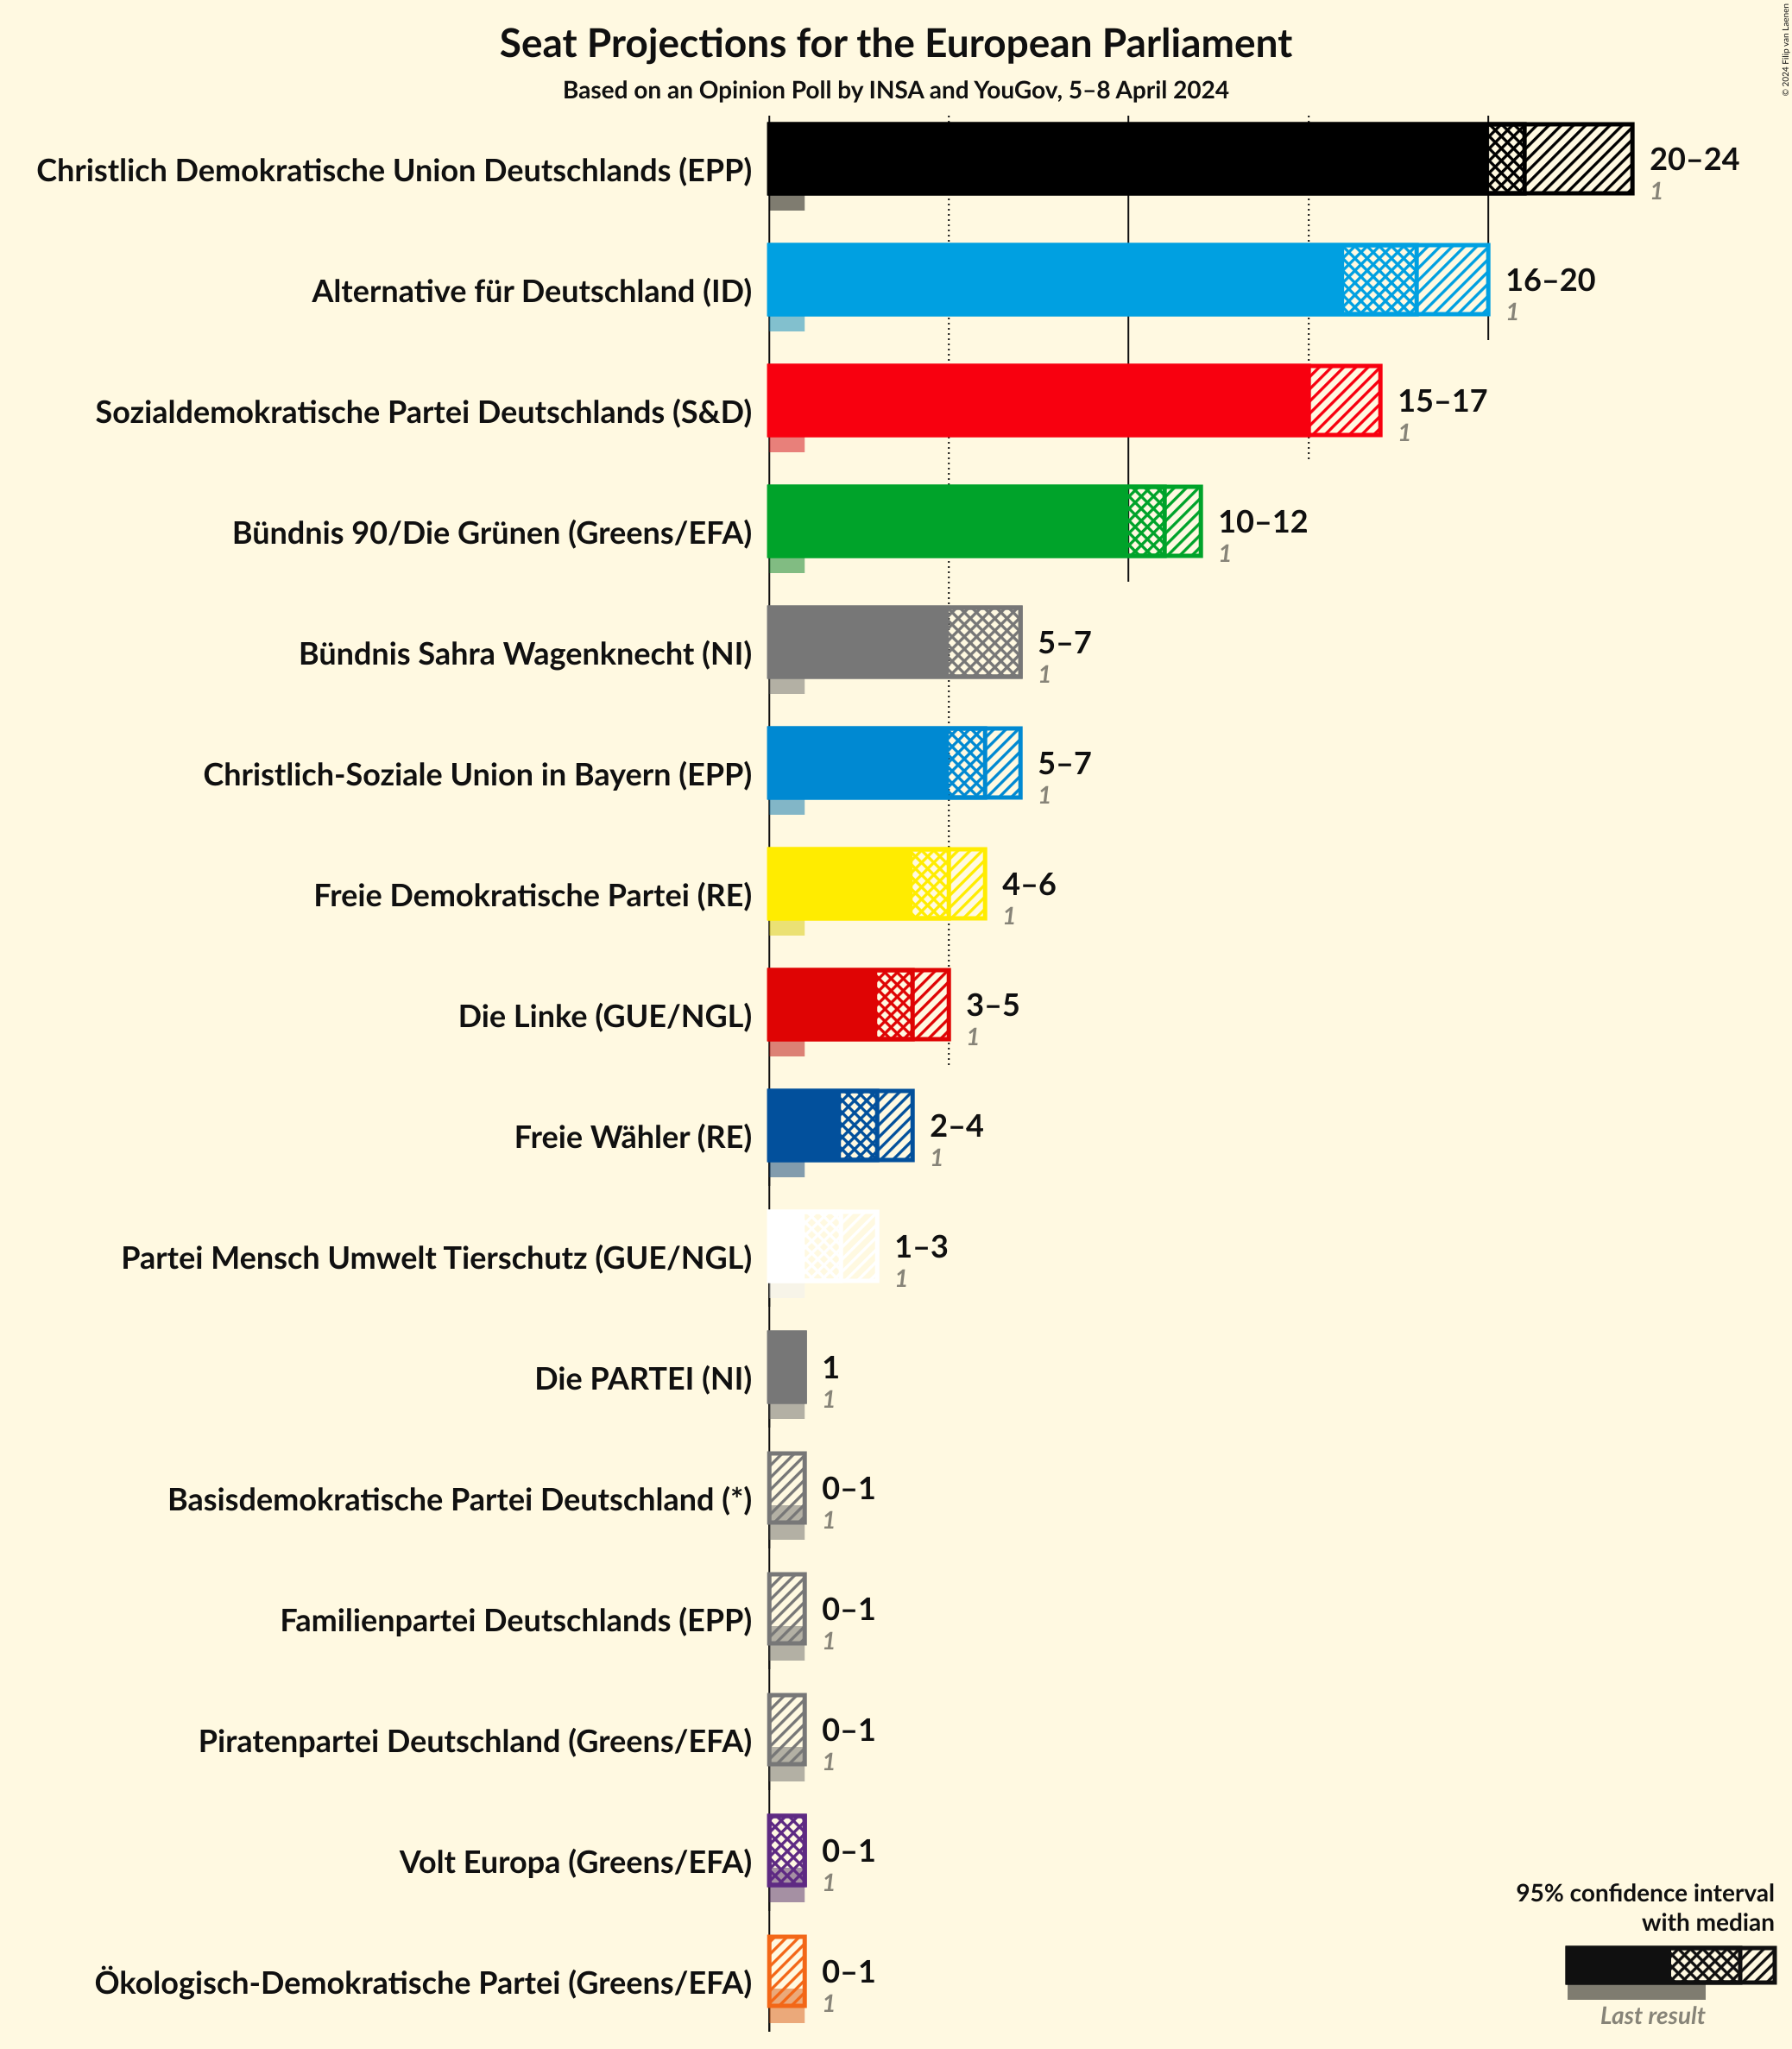 Seat Projections for the European Parliament
Based on an Opinion Poll by INSA and YouGov, 5–8 April 2024
© 2024 Filip van Laenen
Christlich Demokratische Union Deutschlands (EPP)
20–24
1
Alternative für Deutschland (ID)
16–20
1
Sozialdemokratische Partei Deutschlands (S&D)
15–17
1
Bündnis 90/Die Grünen (Greens/EFA)
10–12
1
Bündnis Sahra Wagenknecht (NI)
5–7
1
Christlich-Soziale Union in Bayern (EPP)
5–7
1
Freie Demokratische Partei (RE)
4–6
1
Die Linke (GUE/NGL)
3–5
1
Freie Wähler (RE)
2–4
1
Partei Mensch Umwelt Tierschutz (GUE/NGL)
1–3
1
Die PARTEI (NI)
1
1
Basisdemokratische Partei Deutschland (*)
0–1
1
Familienpartei Deutschlands (EPP)
0–1
1
Piratenpartei Deutschland (Greens/EFA)
0–1
1
Volt Europa (Greens/EFA)
0–1
1
Ökologisch-Demokratische Partei (Greens/EFA)
0–1
1
95% confidence interval
with median
Last result